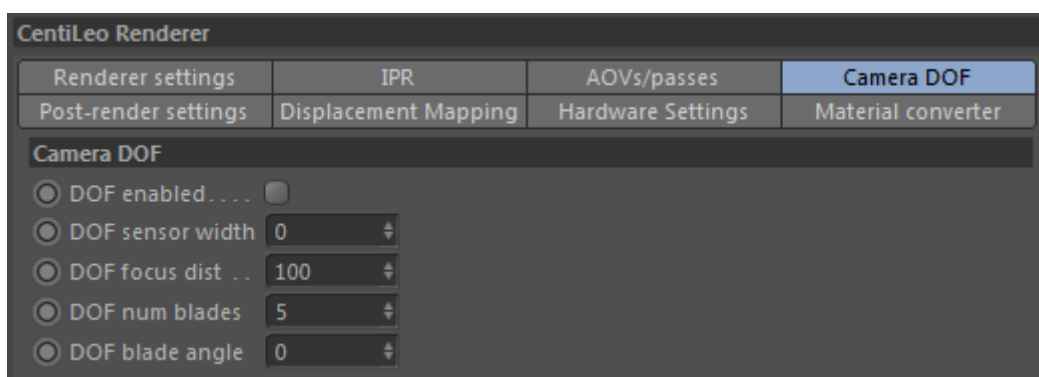 CentiLeo Renderer
Renderer settings IPR AOVs/passes Camera DOF
Post-render settings Displacement Mapping Hardware Settings Material converter
Camera DOF
DOF enabled. . . .
DOF sensor width 0
DOF focus dist . . 100
DOF num blades 5
DOF blade angle 0